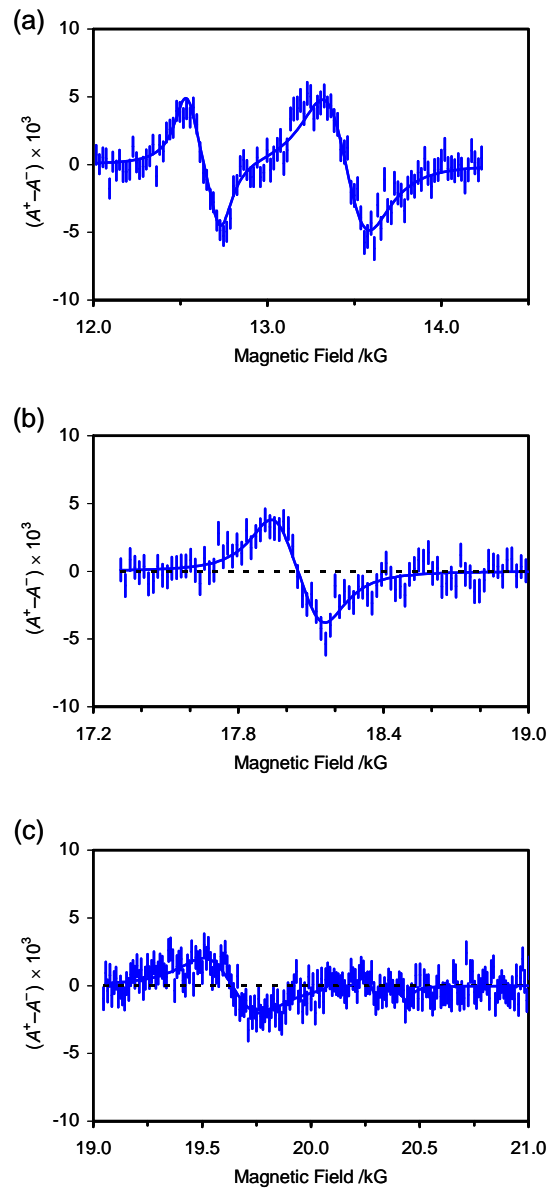 (a)
10
5
0
-5
-10
(A⁺–A⁻) × 10³
12.0 13.0 14.0
Magnetic Field /kG
(b)
10
5
0
-5
-10
(A⁺–A⁻) × 10³
17.2 17.8 18.4 19.0
Magnetic Field /kG
(c)
10
5
0
-5
-10
(A⁺–A⁻) × 10³
19.0 19.5 20.0 20.5 21.0
Magnetic Field /kG